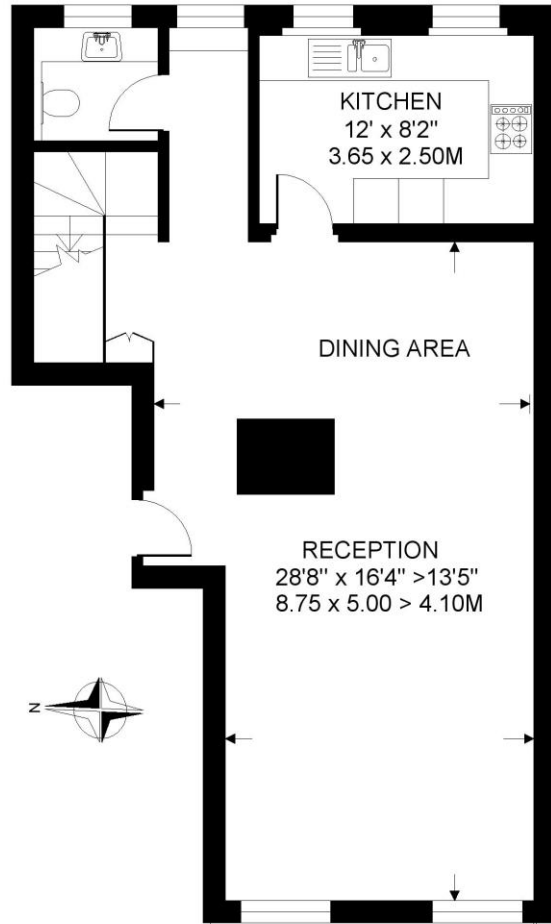 KITCHEN
12' x 8'2"
3.65 x 2.50M
DINING AREA
RECEPTION
28'8" x 16'4" >13'5"
8.75 x 5.00 > 4.10M
N